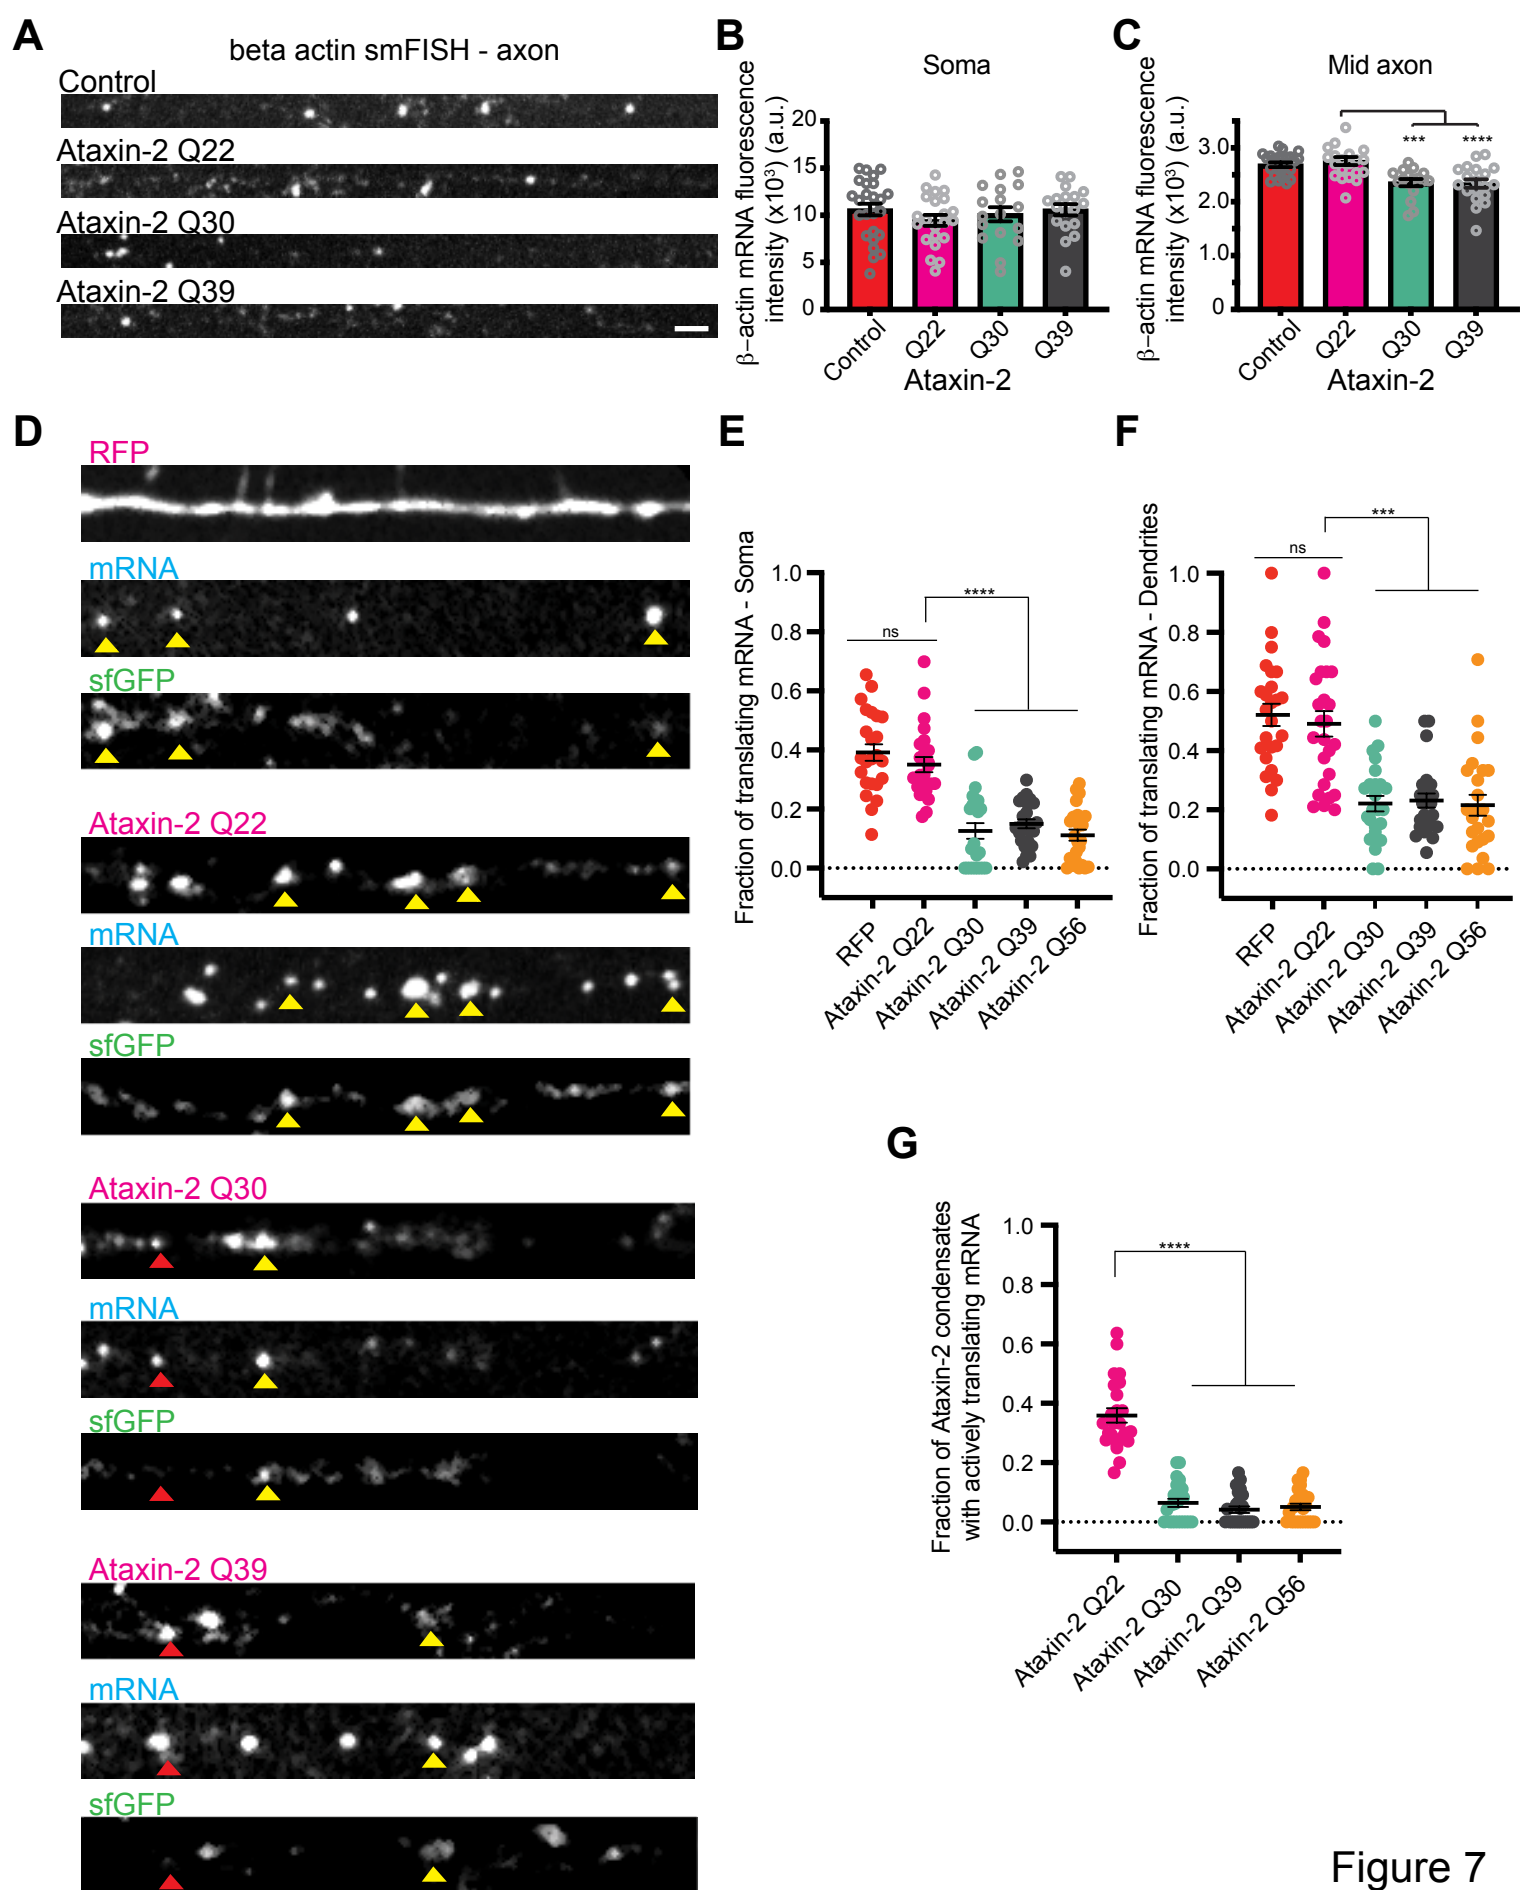 A
beta actin smFISH - axon
Control
Ataxin-2 Q22
Ataxin-2 Q30
Ataxin-2 Q39
B
Soma
β−actin mRNA fluorescence
intensity (x10³) (a.u.)
20
15
10
5
0
Control
Q22
Q30
Q39
Ataxin-2
C
Mid axon
β−actin mRNA fluorescence
intensity (x10³) (a.u.)
3.0
2.0
1.0
0
***
****
Control
Q22
Q30
Q39
Ataxin-2
D
RFP
mRNA
sfGFP
Ataxin-2 Q22
mRNA
sfGFP
Ataxin-2 Q30
mRNA
sfGFP
Ataxin-2 Q39
mRNA
sfGFP
E
Fraction of translating mRNA - Soma
1.0
0.8
0.6
0.4
0.2
0.0
ns
****
RFP
Ataxin-2 Q22
Ataxin-2 Q30
Ataxin-2 Q39
Ataxin-2 Q56
F
Fraction of translating mRNA - Dendrites
1.0
0.8
0.6
0.4
0.2
0.0
ns
***
RFP
Ataxin-2 Q22
Ataxin-2 Q30
Ataxin-2 Q39
Ataxin-2 Q56
G
Fraction of Ataxin-2 condensates
with actively translating mRNA
1.0
0.8
0.6
0.4
0.2
0.0
****
Ataxin-2 Q22
Ataxin-2 Q30
Ataxin-2 Q39
Ataxin-2 Q56
Figure 7